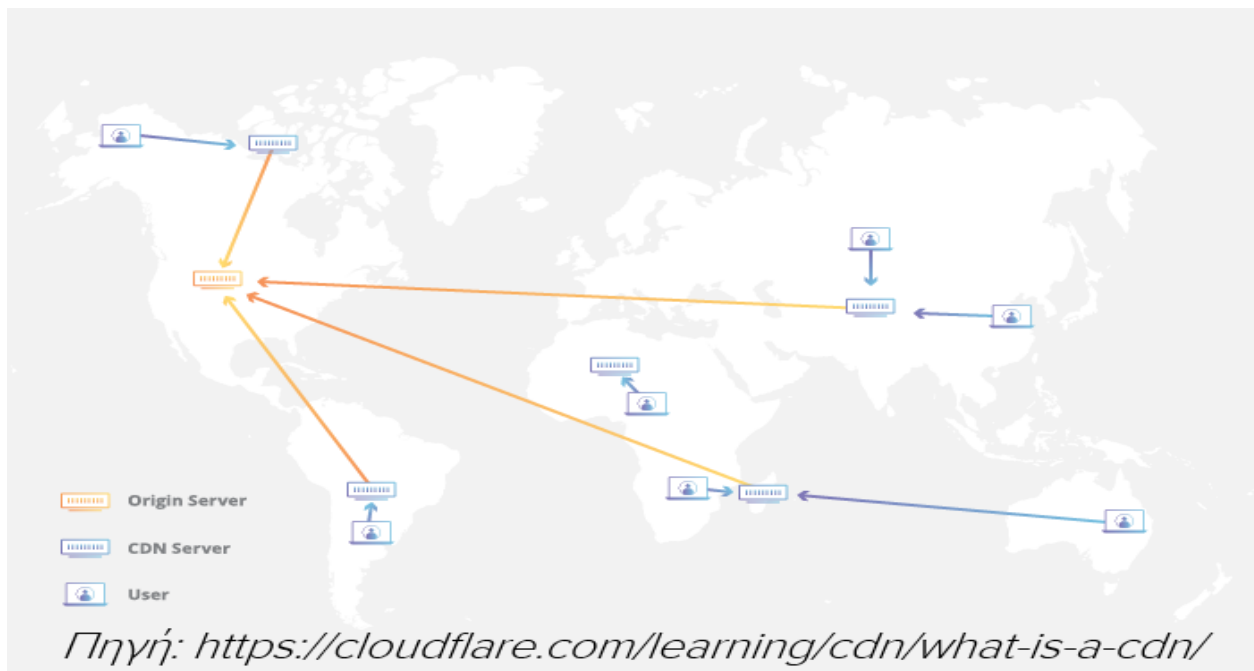 Origin Server
CDN Server
User
Πηγή: https://cloudflare.com/learning/cdn/what-is-a-cdn/